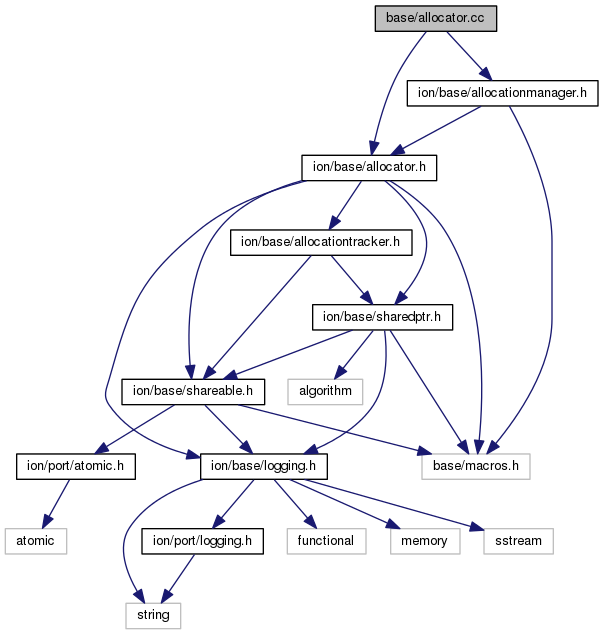 base/allocator.cc
ion/base/allocationmanager.h
ion/base/allocator.h
ion/base/allocationtracker.h
ion/base/sharedptr.h
ion/base/shareable.h
algorithm
ion/port/atomic.h
ion/base/logging.h
base/macros.h
atomic
ion/port/logging.h
functional
memory
sstream
string